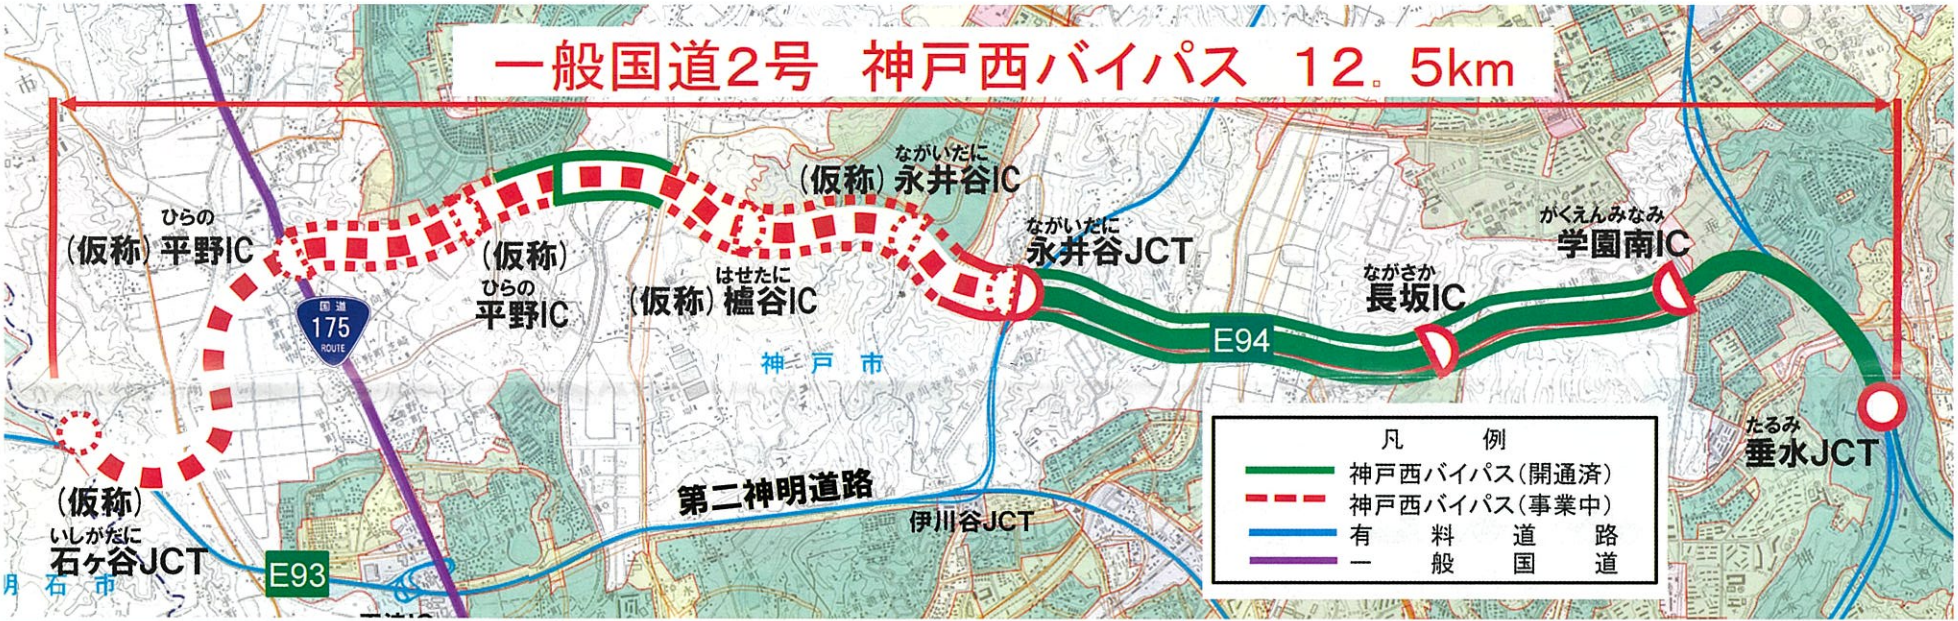 一般国道2号 神戸西バイパス 12.5km
市
ながいだに
(仮称)永井谷IC
ひらの
(仮称)平野IC
ながいだに
永井谷JCT
がくえんみなみ
学園南IC
(仮称)
ひらの
平野IC
はせたに
(仮称)櫨谷IC
ながさか
長坂IC
国道
175
ROUTE
E94
神戸市
たるみ
垂水JCT
凡例
神戸西バイパス(開通済)
神戸西バイパス(事業中)
有料道路
一般国道
第二神明道路
伊川谷JCT
(仮称)
いしがだに
石ヶ谷JCT
E93
明石市